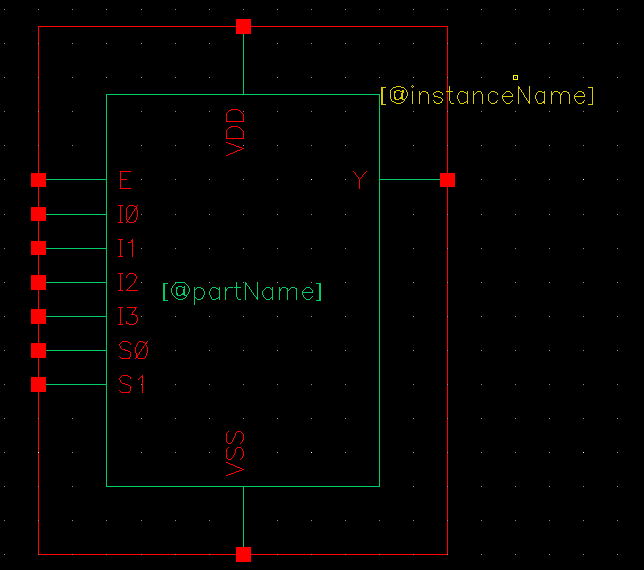 [@instanceName]
VDD
E
Y
I0
I1
I2
[@partName]
I3
S0
S1
VSS